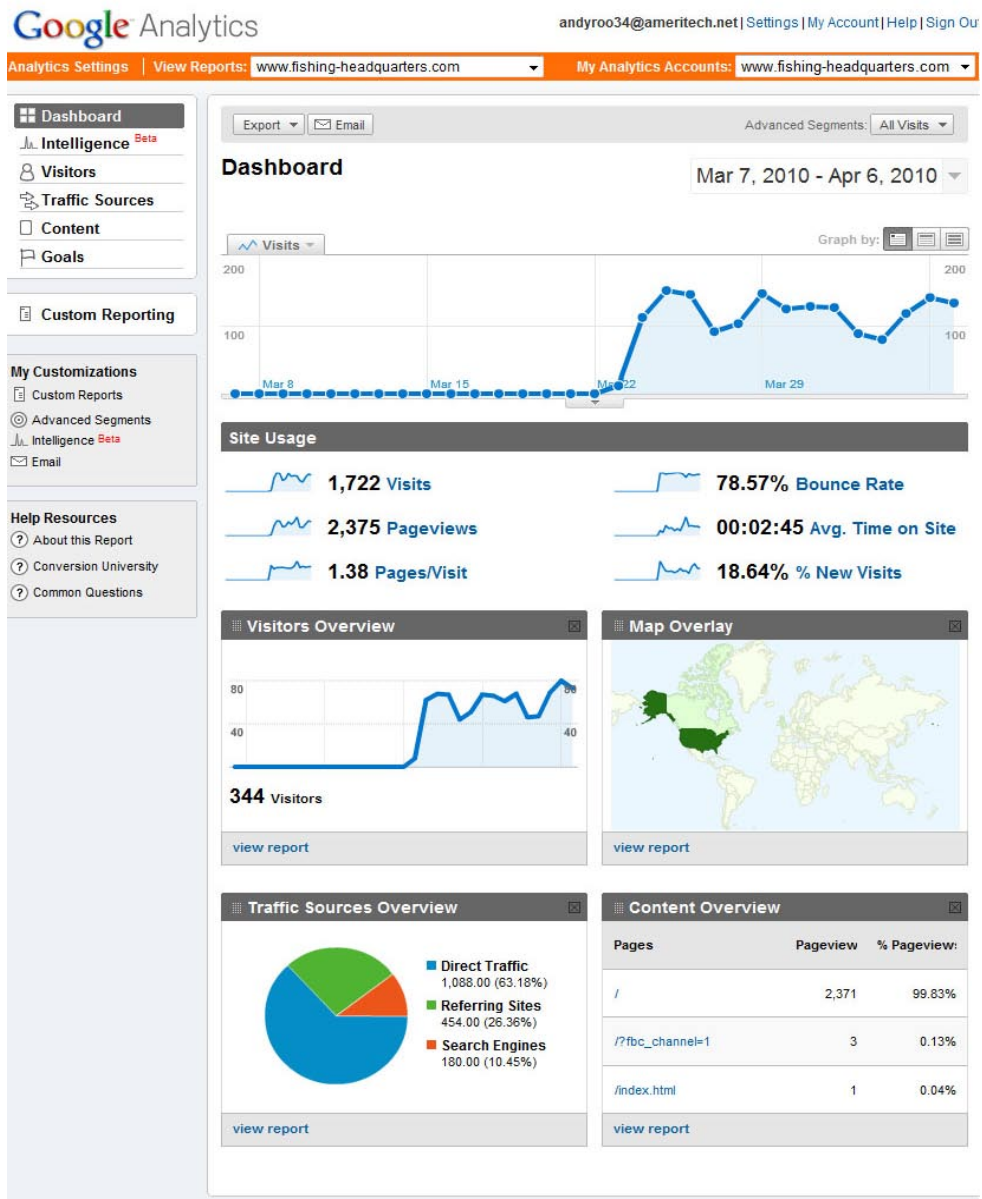 Google Analytics
andyroo34@ameritech.net | Settings | My Account | Help | Sign Ou
Analytics Settings | View Reports: www.fishing-headquarters.com My Analytics Accounts: www.fishing-headquarters.com
Dashboard
Intelligence Beta
Visitors
Traffic Sources
Content
Goals
Custom Reporting
My Customizations
Custom Reports
Advanced Segments
Intelligence Beta
Email
Help Resources
? About this Report
? Conversion University
? Common Questions
Export Email Advanced Segments: All Visits
Dashboard
Mar 7, 2010 - Apr 6, 2010
Visits Graph by:
200 200
100 100
Mar 8 Mar 15 Mar 22 Mar 29
Site Usage
1,722 Visits
78.57% Bounce Rate
2,375 Pageviews
00:02:45 Avg. Time on Site
1.38 Pages/Visit
18.64% % New Visits
Visitors Overview
80 80
40 40
344 Visitors
view report
Map Overlay
view report
Traffic Sources Overview
Direct Traffic
1,088.00 (63.18%)
Referring Sites
454.00 (26.36%)
Search Engines
180.00 (10.45%)
view report
Content Overview
Pages Pageview % Pageviews
/ 2,371 99.83%
/?fbc_channel=1 3 0.13%
/index.html 1 0.04%
view report